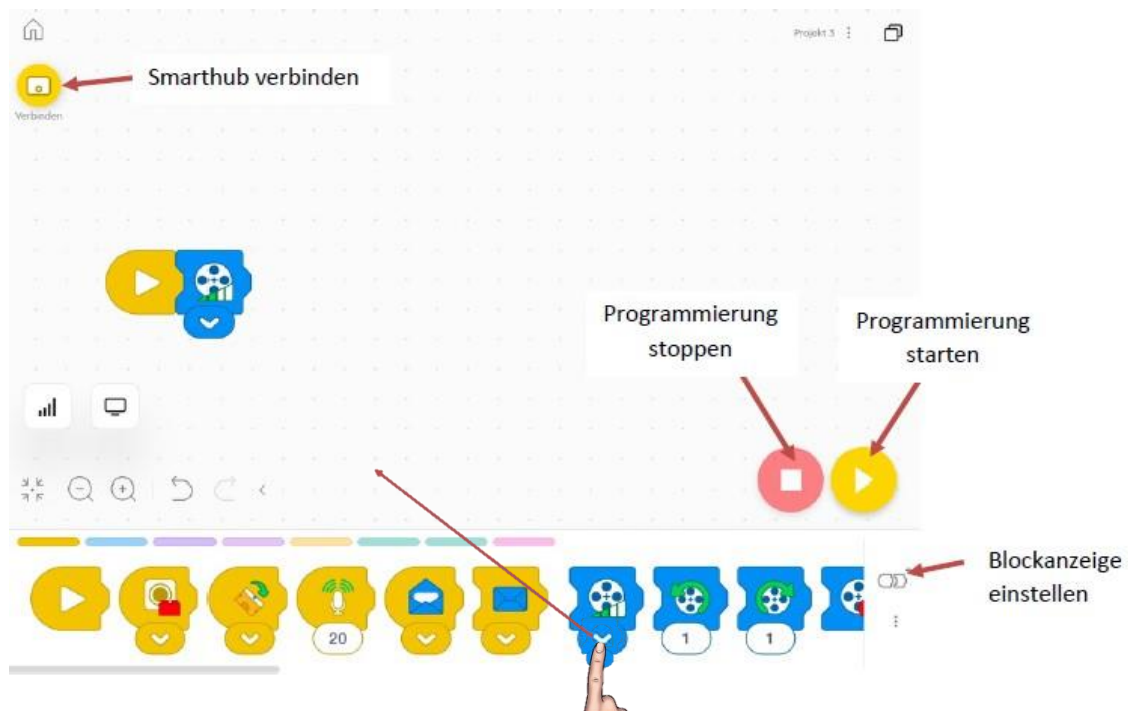 Projekt 3
Smarthub verbinden
Verbinden
Programmierung
stoppen
Programmierung
starten
Blockanzeige
einstellen
20
1
1